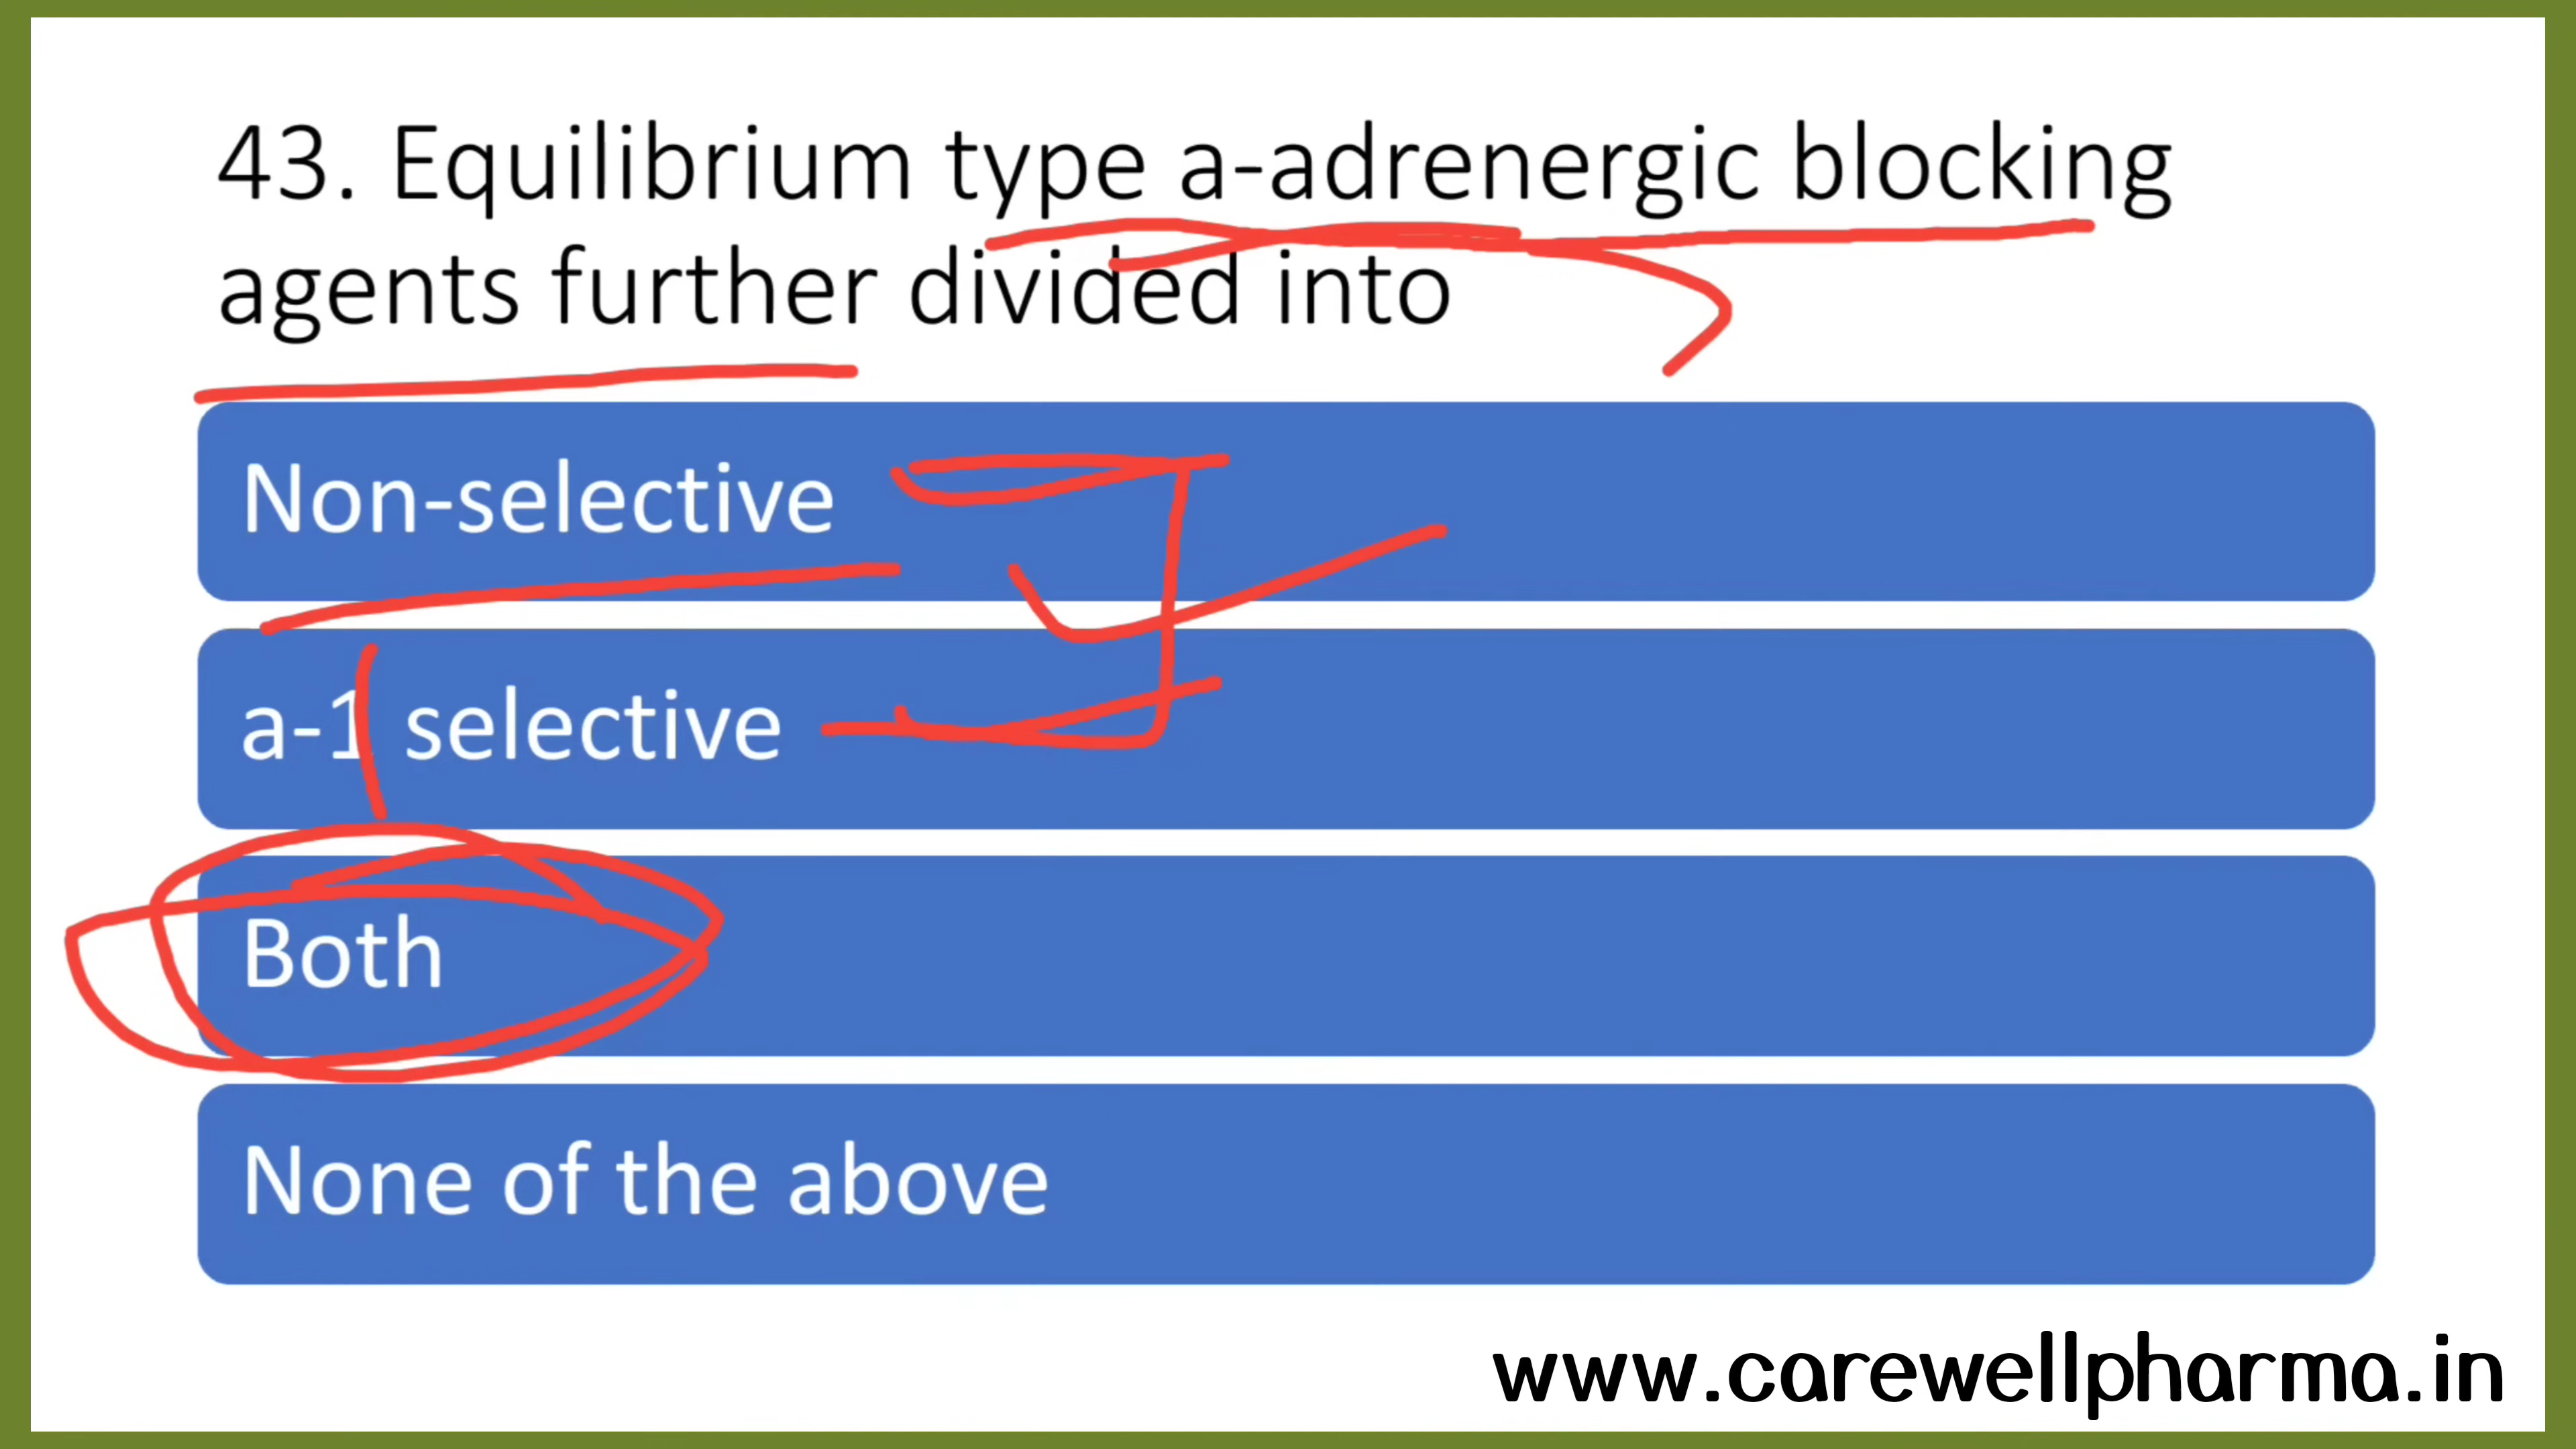 43. Equilibrium type a-adrenergic blocking
agents further divided into
Non-selective
a-1 selective
Both
None of the above
www.carewellpharma.in